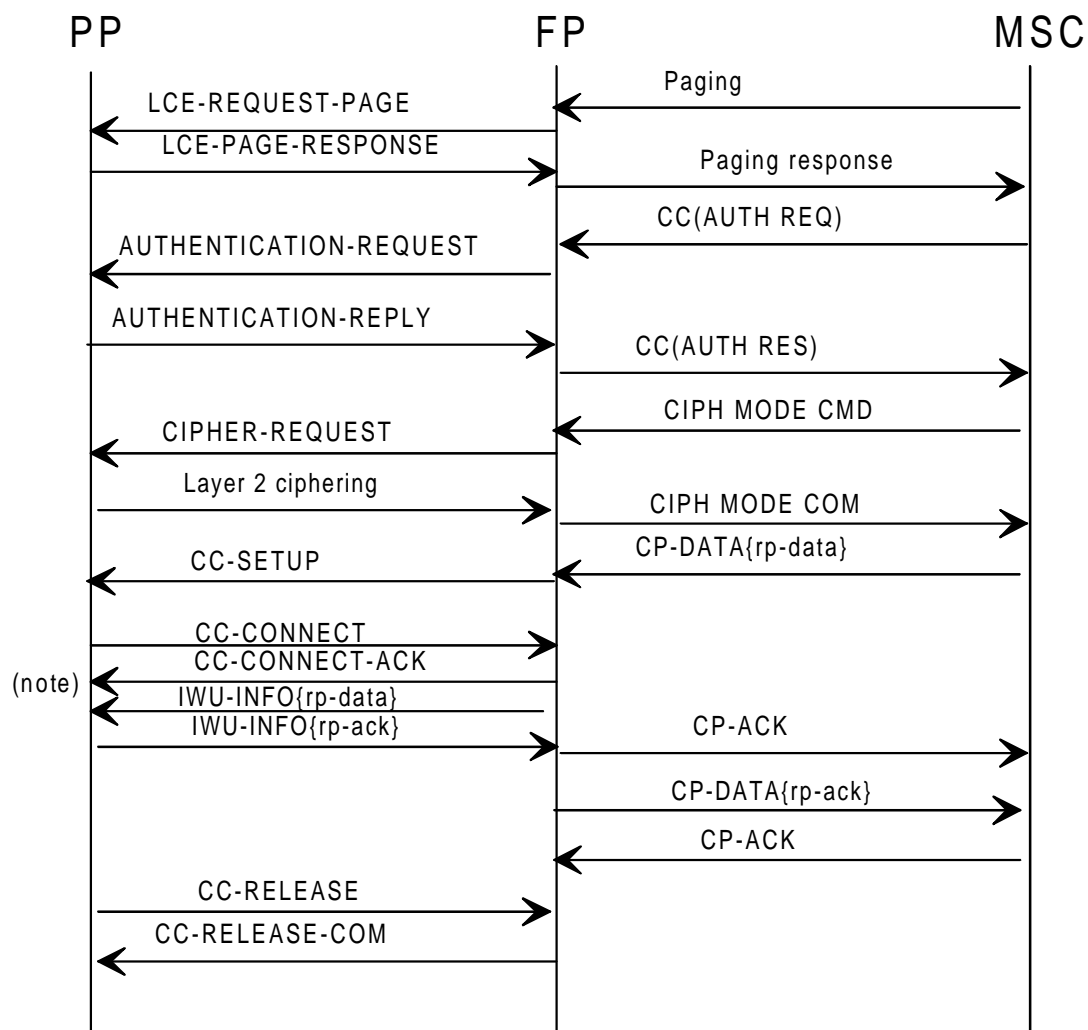 PP FP MSC
Paging
LCE-REQUEST-PAGE
LCE-PAGE-RESPONSE
Paging response
CC(AUTH REQ)
AUTHENTICATION-REQUEST
AUTHENTICATION-REPLY
CC(AUTH RES)
CIPH MODE CMD
CIPHER-REQUEST
Layer 2 ciphering
CIPH MODE COM
CP-DATA{rp-data}
CC-SETUP
CC-CONNECT
CC-CONNECT-ACK
(note)
IWU-INFO{rp-data}
IWU-INFO{rp-ack}
CP-ACK
CP-DATA{rp-ack}
CP-ACK
CC-RELEASE
CC-RELEASE-COM